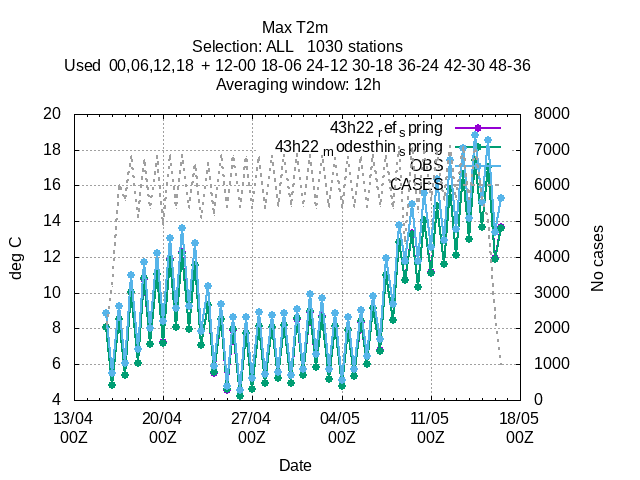 Max T2m
Selection: ALL 1030 stations
Used 00,06,12,18 + 12-00 18-06 24-12 30-18 36-24 42-30 48-36
Averaging window: 12h
43h22 ref spring
43h22 modesthin spring
OBS
CASES
20 8000
18 7000
16 6000
14 5000
12 4000
10 3000
8 2000
6 1000
4 0
deg C
No cases
13/04 20/04 27/04 04/05 11/05 18/05
00Z 00Z 00Z 00Z 00Z 00Z
Date